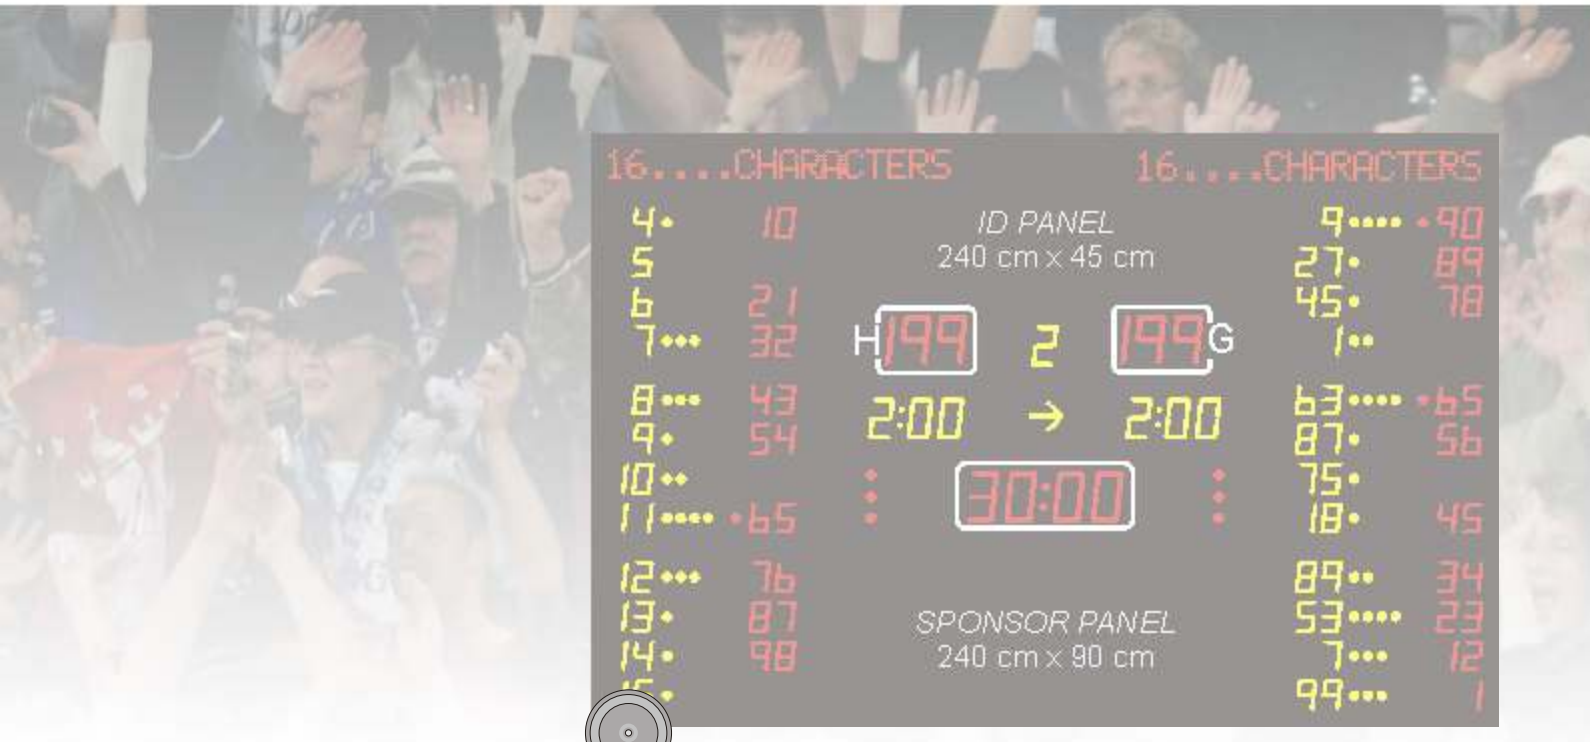 16....CHARACTERS 16....CHARACTERS
4• 10 ID PANEL 9•••• •90
5 240 cm x 45 cm 27• 89
6 21 45• 78
7••• 32 H 199 2 199 G 1••
8••• 43 2:00 → 2:00 63•••• •65
9• 54 87• 56
10•• 75•
11•••• •65 30:00 18• 45
12••• 76 89•• 34
13• 87 SPONSOR PANEL 53•••• 23
14• 98 240 cm x 90 cm 7••• 12
99••• 1